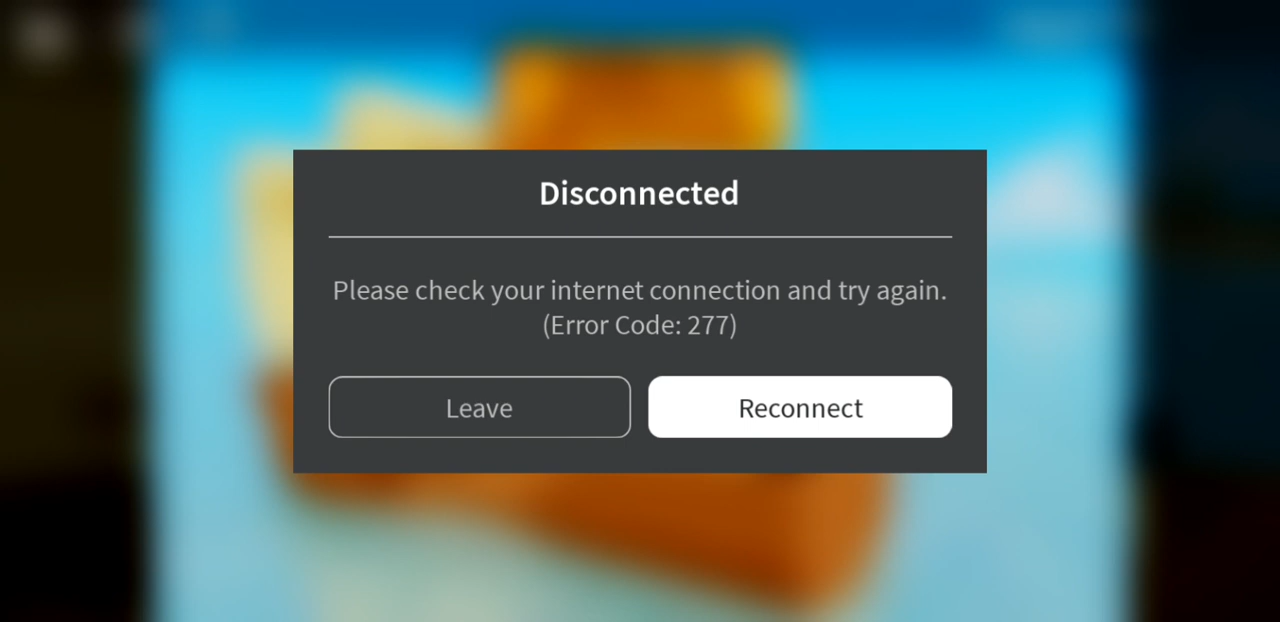 Disconnected
Please check your internet connection and try again.
(Error Code: 277)
Leave
Reconnect